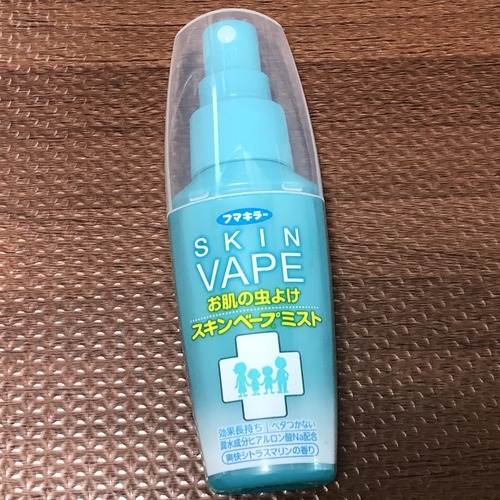 フマキラー
SKIN
VAPE
お肌の虫よけ
スキンベープミスト
効果長持ち ベタつかない
潤水成分ヒアルロン酸Na配合
爽快シトラスマリンの香り